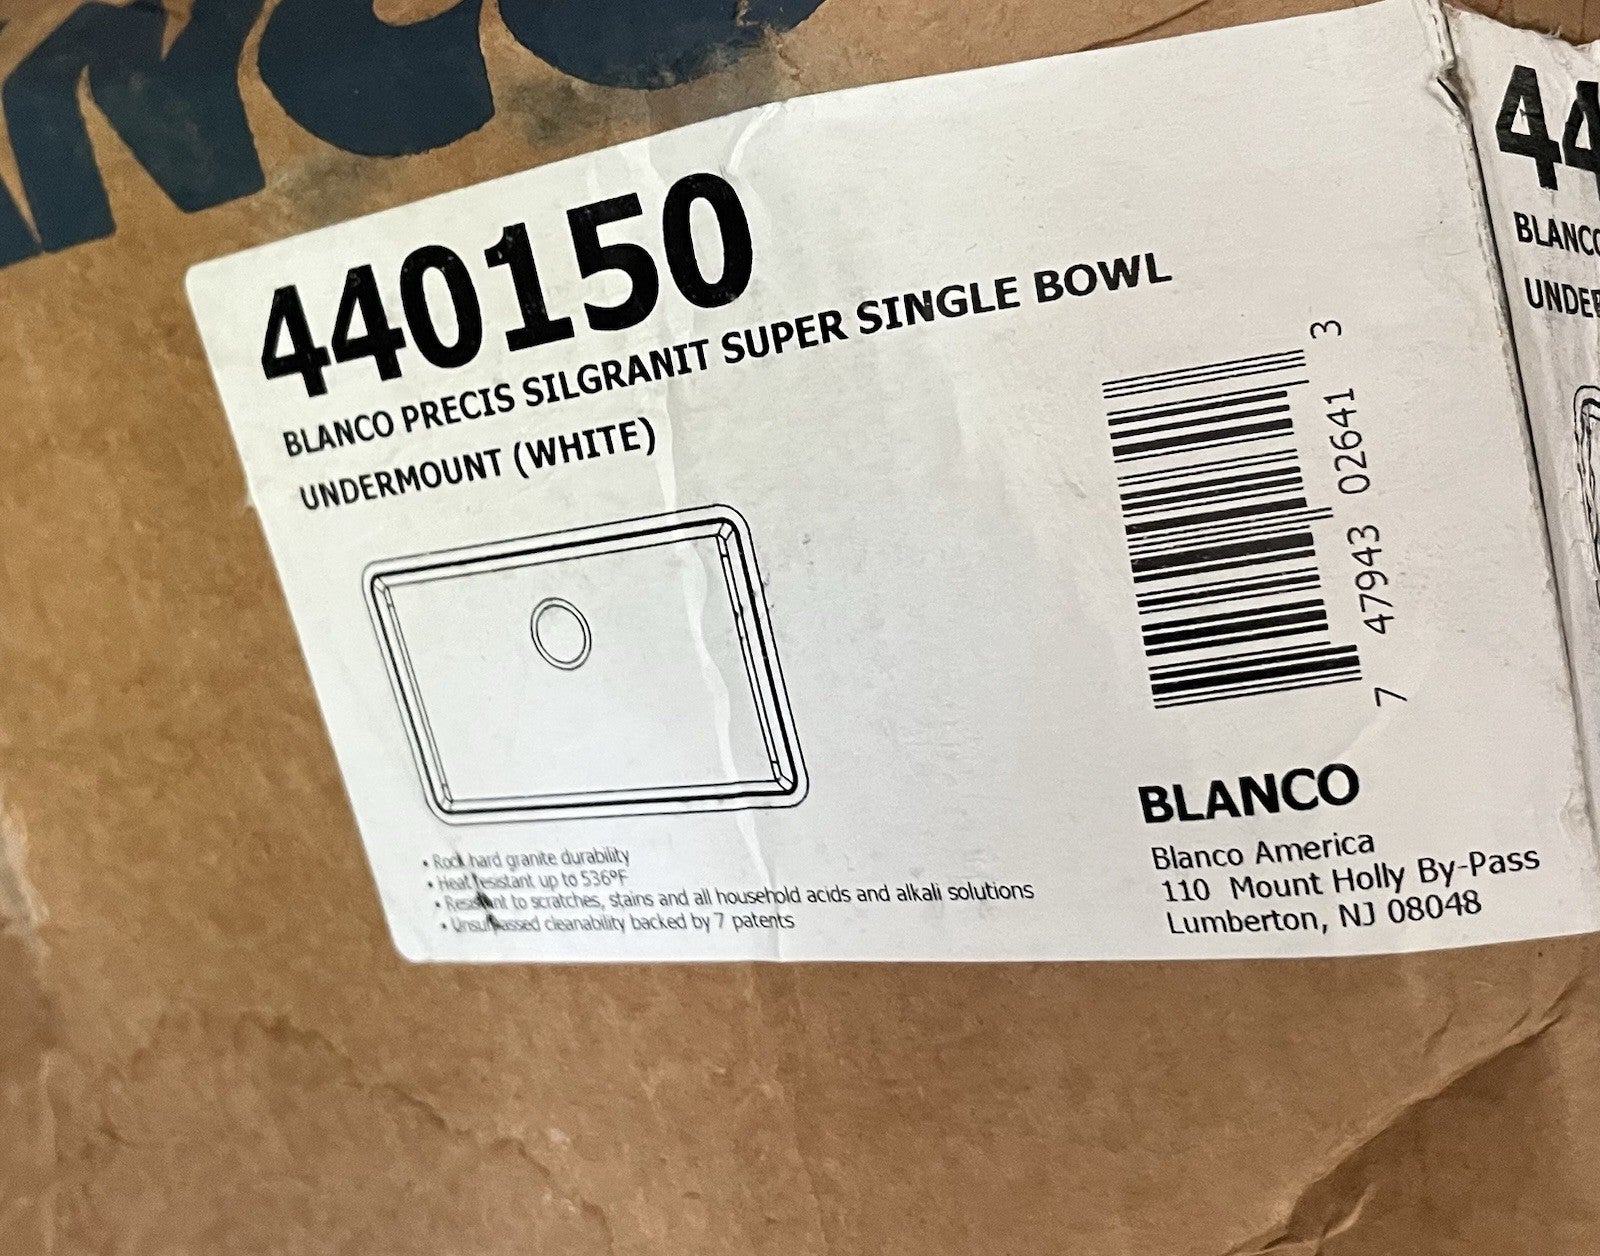 440150
BLANCO PRECIS SILGRANIT SUPER SINGLE BOWL
UNDERMOUNT (WHITE)
7 47943 02641 3
• Rock hard granite durability
• Heat resistant up to 536°F
• Resistant to scratches, stains and all household acids and alkali solutions
• Unsurpassed cleanability backed by 7 patents
BLANCO
Blanco America
110 Mount Holly By-Pass
Lumberton, NJ 08048
44
BLANCO
UNDER